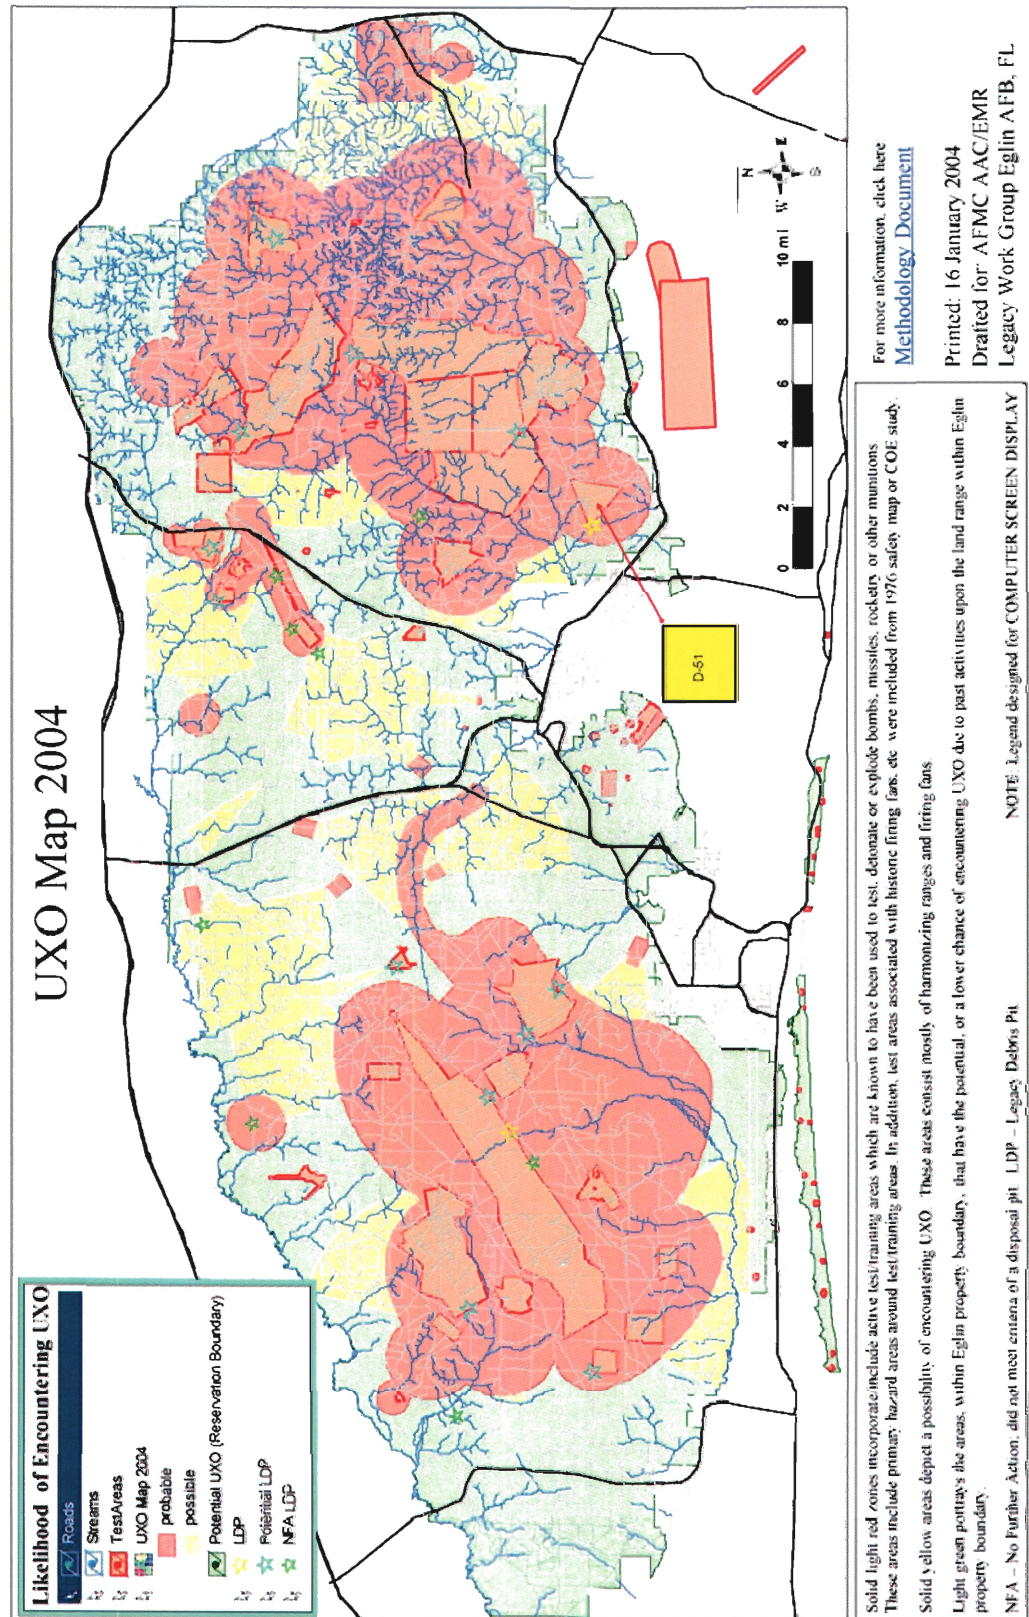 UXO Map 2004
Likelihood of Encountering UXO
Roads
Streams
TestAreas
UXO Map 2004
probable
possible
Potential UXO (Reservation Boundary)
LDP
Potential LDP
NFA LDP
D-51
N
W E
S
0 2 4 6 8 10 mi
For more information, click here
Methodology Document
Printed: 16 January 2004
Drafted for: AFMC AAC/EMR
Legacy Work Group Eglin AFB, FL
Solid light red zones incorporate/include active test/training areas which are known to have been used to test, detonate or explode bombs, missiles, rocketry or other munitions
These areas include primary hazard areas around test/training areas. In addition, test areas associated with historic firing fans, etc were included from 1976 safety map or COE study.
Solid yellow areas depict a possibility of encountering UXO. These areas consist mostly of harmonizing ranges and firing fans
Light green portrays the areas, within Eglin property boundary, that have the potential, or a lower chance of encountering UXO due to past activities upon the land range within Eglin
property boundary.
NFA – No Further Action: did not meet criteria of a disposal pit LDP – Legacy Debris Pit NOTE: Legend designed for COMPUTER SCREEN DISPLAY